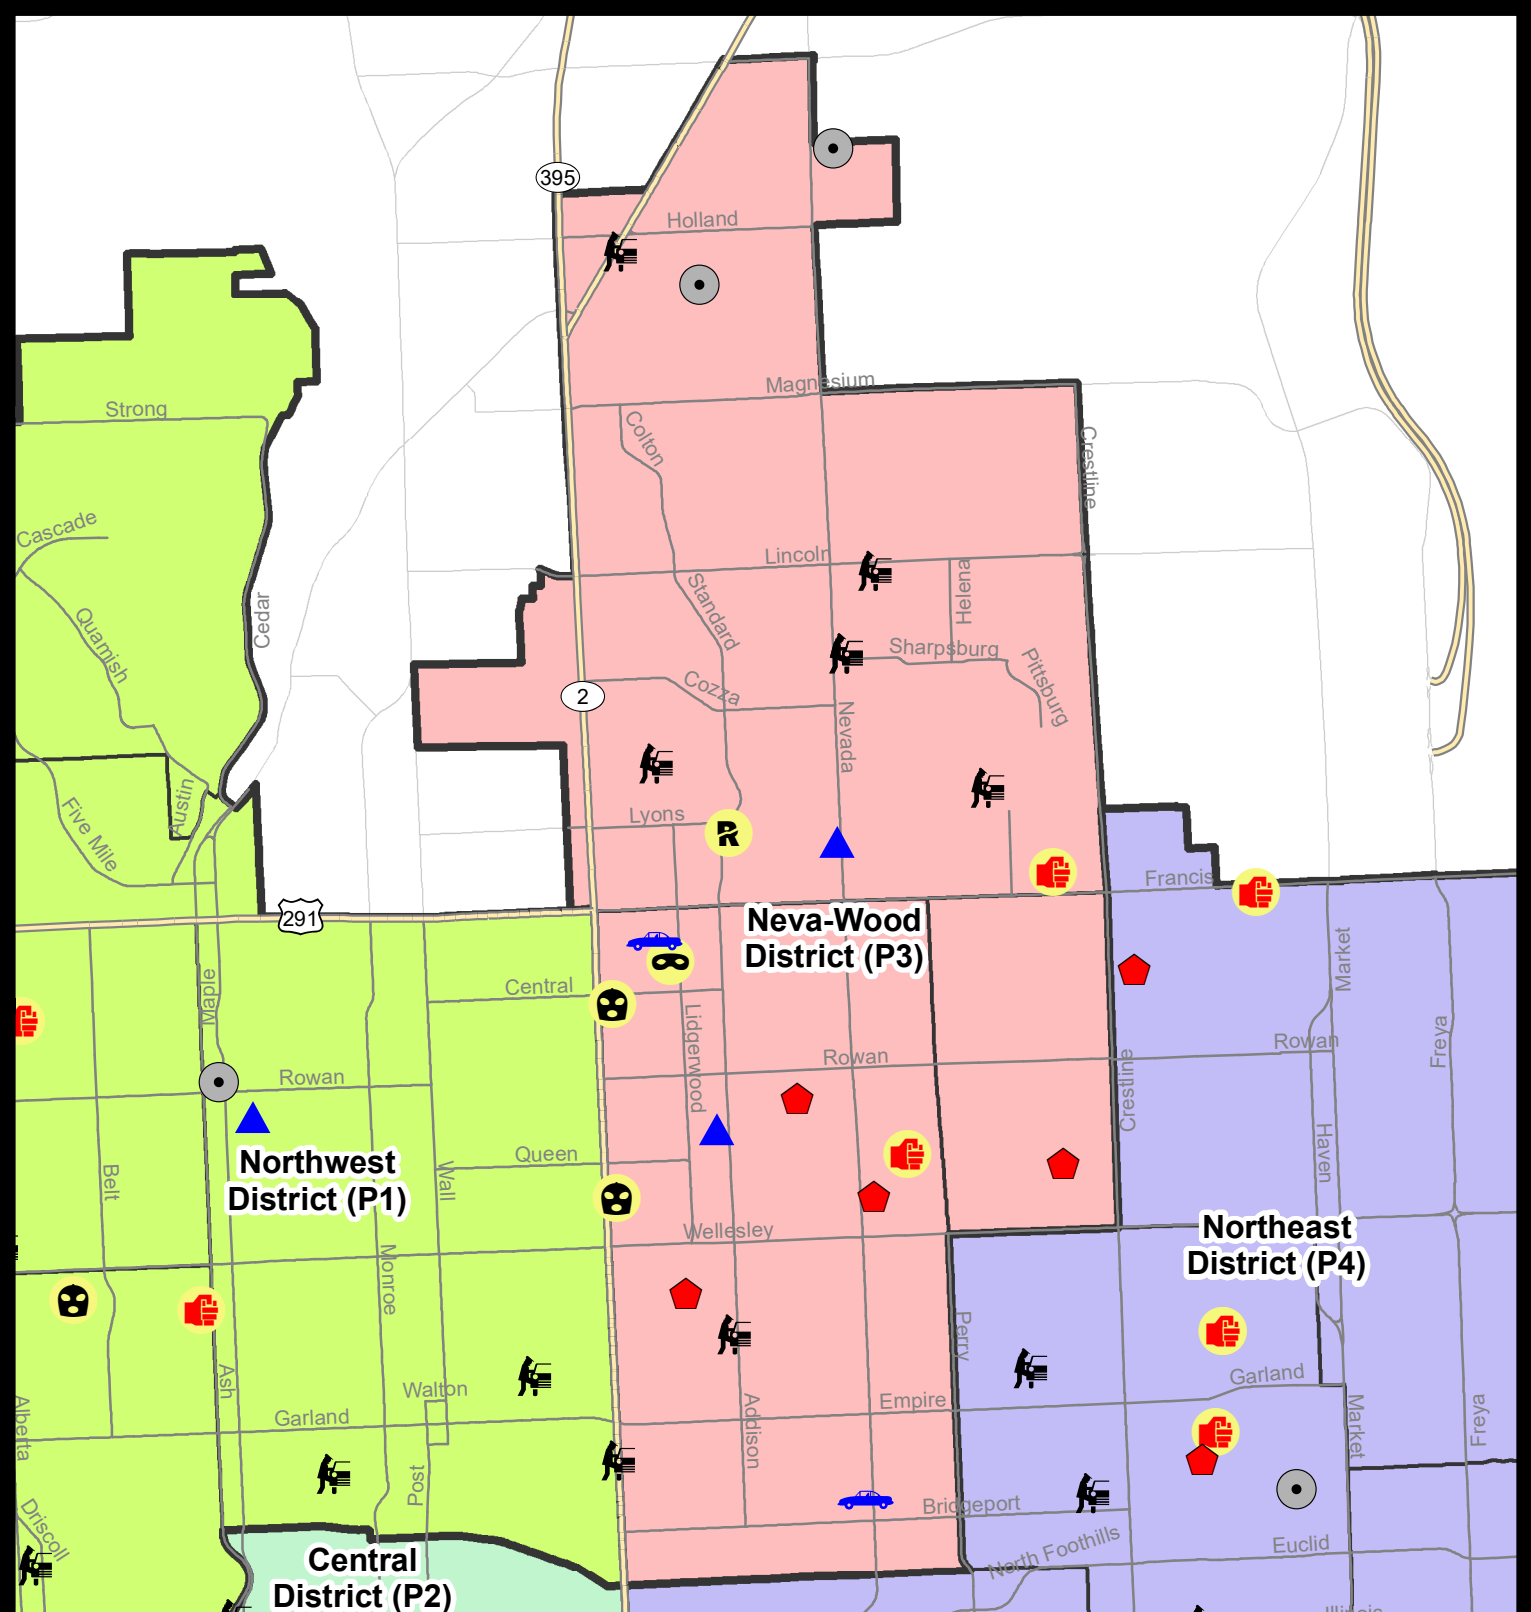 395
Holland
Magnesium
Strong
Colton
Crestline
Cascade
Lincoln
Helena
Standard
Cedar
Quamish
Sharpsburg
Pittsburg
Cozza
2
Nevada
Austin
Five Mile
Lyons
Francis
291
Neva-Wood
District (P3)
Maple
Central
Lidgerwood
Market
Freya
Rowan
Rowan
Rowan
Crestline
Queen
Belt
Wall
Haven
Northwest
District (P1)
Wellesley
Northeast
District (P4)
Monroe
Perry
Ash
Walton
Garland
Garland
Empire
Alberta
Addison
Market
Freya
Post
Driscoll
Bridgeport
North Foothills
Euclid
Central
District (P2)
Illinois